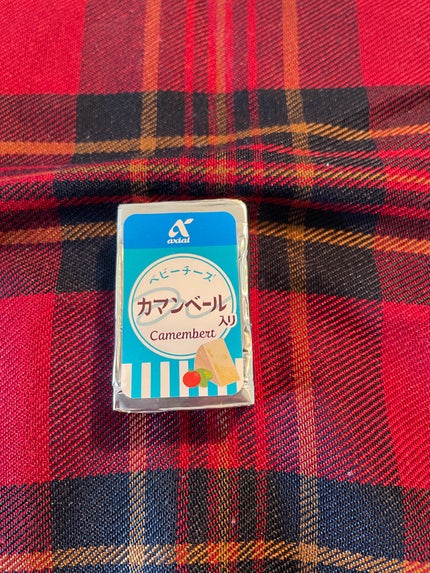 axial
ベビーチーズ
カマンベール
入り
Camembert